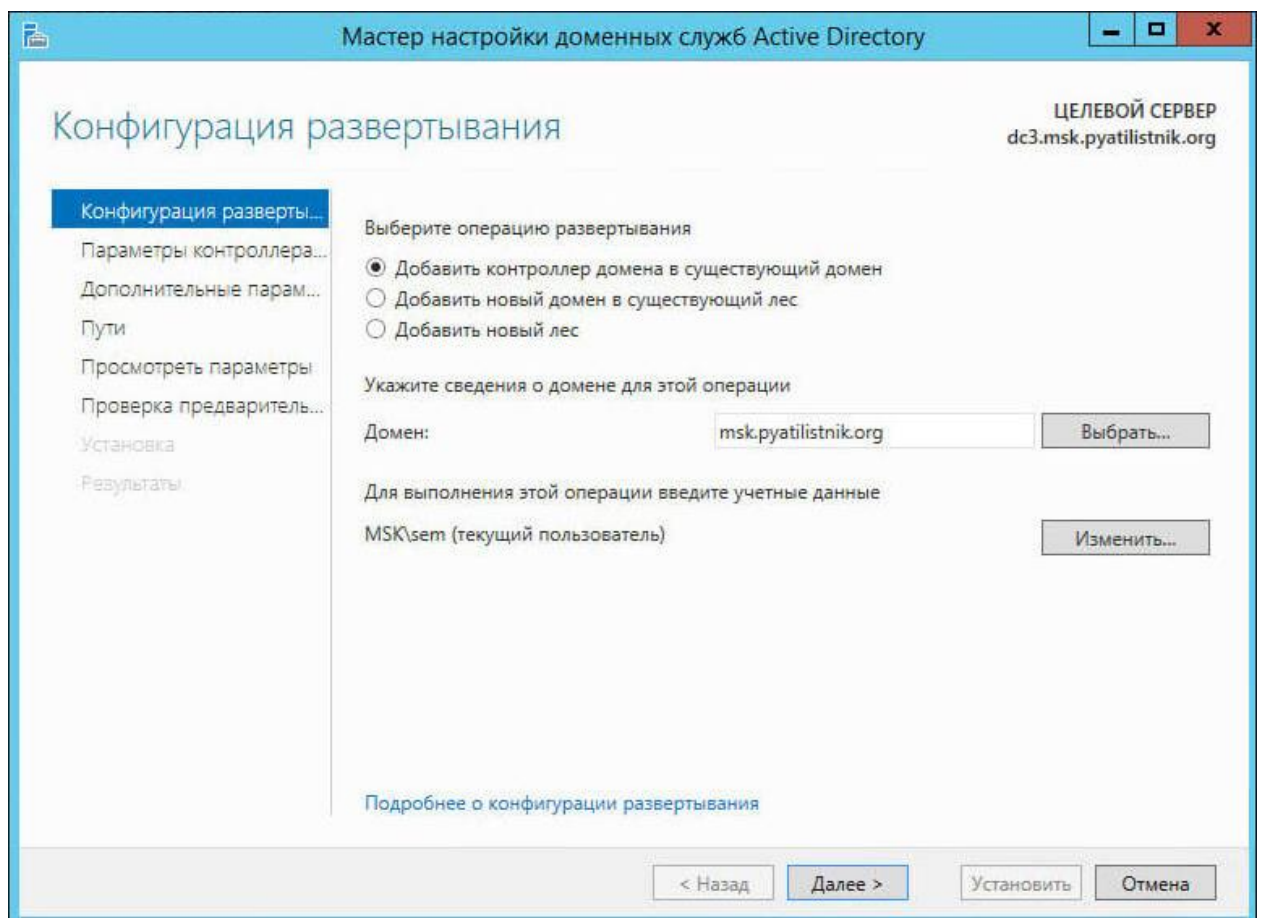 Мастер настройки доменных служб Active Directory
Конфигурация развертывания
ЦЕЛЕВОЙ СЕРВЕР
dc3.msk.pyatilistnik.org
Конфигурация разверты...
Параметры контроллера...
Дополнительные парам...
Пути
Просмотреть параметры
Проверка предваритель...
Установка
Результаты
Выберите операцию развертывания
Добавить контроллер домена в существующий домен
Добавить новый домен в существующий лес
Добавить новый лес
Укажите сведения о домене для этой операции
Домен:
msk.pyatilistnik.org
Выбрать...
Для выполнения этой операции введите учетные данные
MSK\sem (текущий пользователь)
Изменить...
Подробнее о конфигурации развертывания
< Назад
Далее >
Установить
Отмена